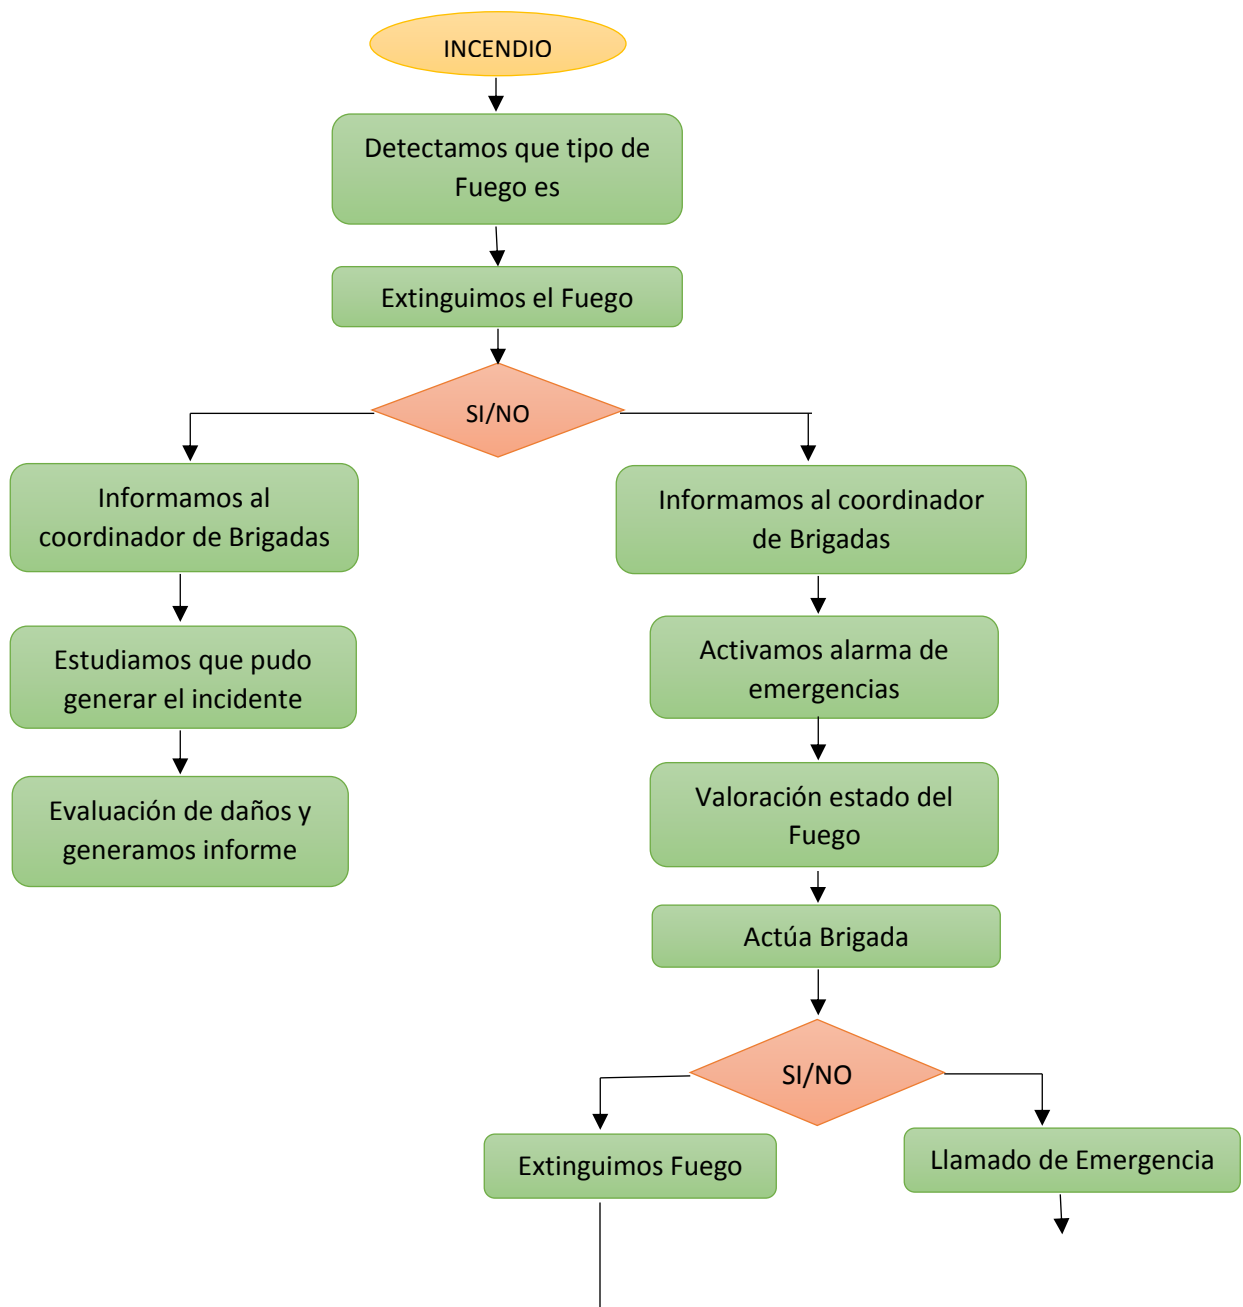 INCENDIO
Detectamos que tipo de
Fuego es
Extinguimos el Fuego
SI/NO
Informamos al
coordinador de Brigadas
Estudiamos que pudo
generar el incidente
Evaluación de daños y
generamos informe
Informamos al coordinador
de Brigadas
Activamos alarma de
emergencias
Valoración estado del
Fuego
Actúa Brigada
SI/NO
Extinguimos Fuego
Llamado de Emergencia